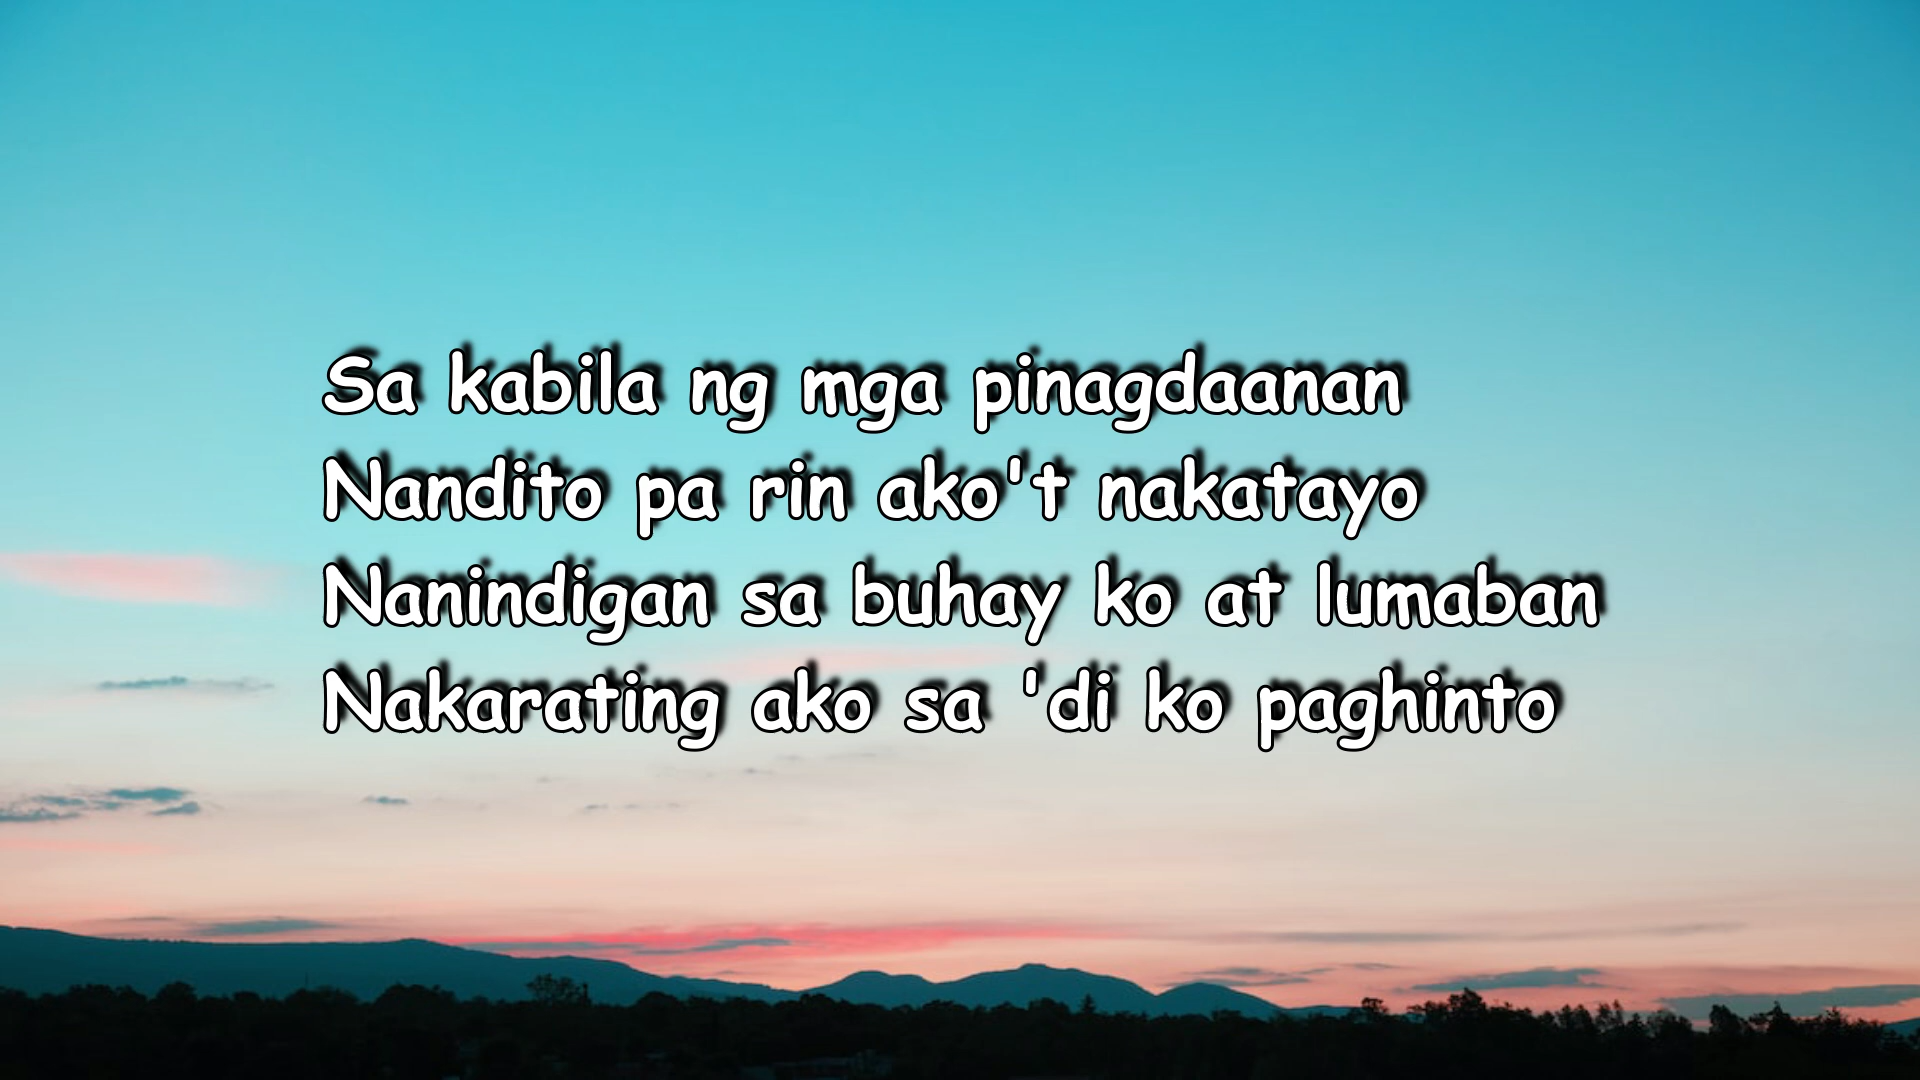 Sa kabila ng mga pinagdaanan
Nandito pa rin ako't nakatayo
Nanindigan sa buhay ko at lumaban
Nakarating ako sa 'di ko paghinto